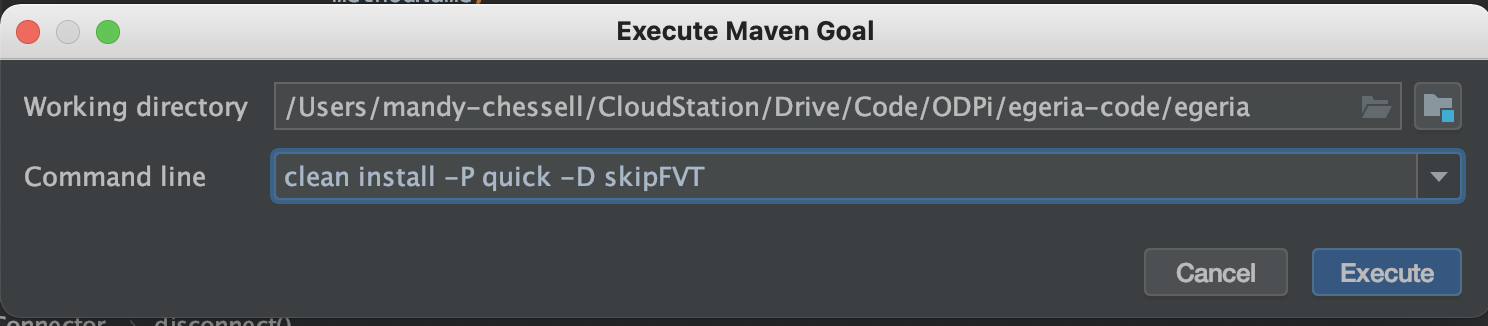 Execute Maven Goal
Working directory /Users/mandy-chessell/CloudStation/Drive/Code/ODPi/egeria-code/egeria
Command line clean install -P quick -D skipFVT
Cancel Execute
disconnect()